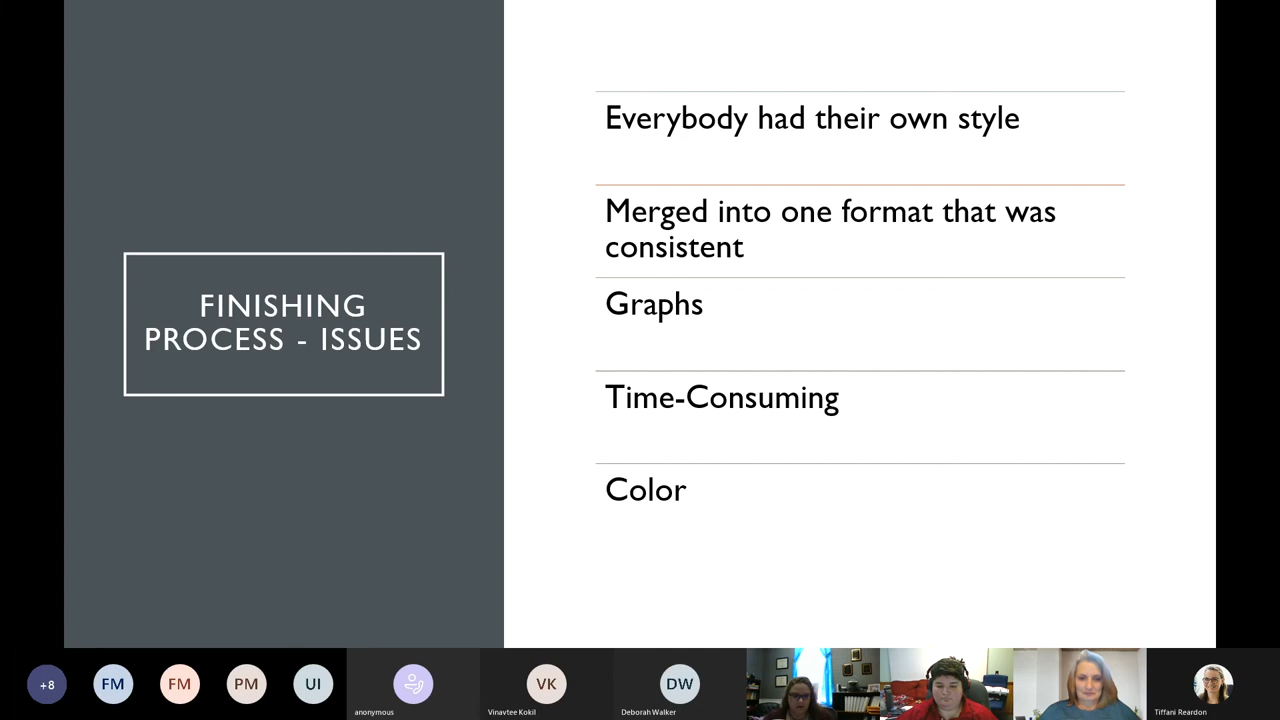 FINISHING
PROCESS - ISSUES
Everybody had their own style
Merged into one format that was
consistent
Graphs
Time-Consuming
Color
+8
FM
FM
PM
UI
anonymous
VK
Vinavtee Kokil
DW
Deborah Walker
Tiffani Reardon